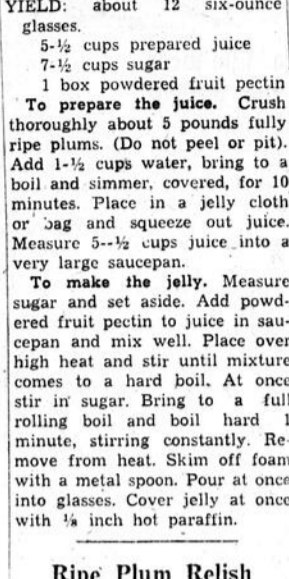 YIELD: about 12 six-ounce
glasses.
5-½ cups prepared juice
7-½ cups sugar
1 box powdered fruit pectin
To prepare the juice. Crush
thoroughly about 5 pounds fully
ripe plums. (Do not peel or pit).
Add 1-½ cups water, bring to a
boil and simmer, covered, for 10
minutes. Place in a jelly cloth
or bag and squeeze out juice.
Measure 5--½ cups juice into a
very large saucepan.
To make the jelly. Measure
sugar and set aside. Add powd-
ered fruit pectin to juice in sau-
cepan and mix well. Place over
high heat and stir until mixture
comes to a hard boil. At once
stir in sugar. Bring to a full
rolling boil and boil hard 1
minute, stirring constantly. Re-
move from heat. Skim off foam
with a metal spoon. Pour at once
into glasses. Cover jelly at once
with ⅛ inch hot paraffin.
Ripe Plum Relish